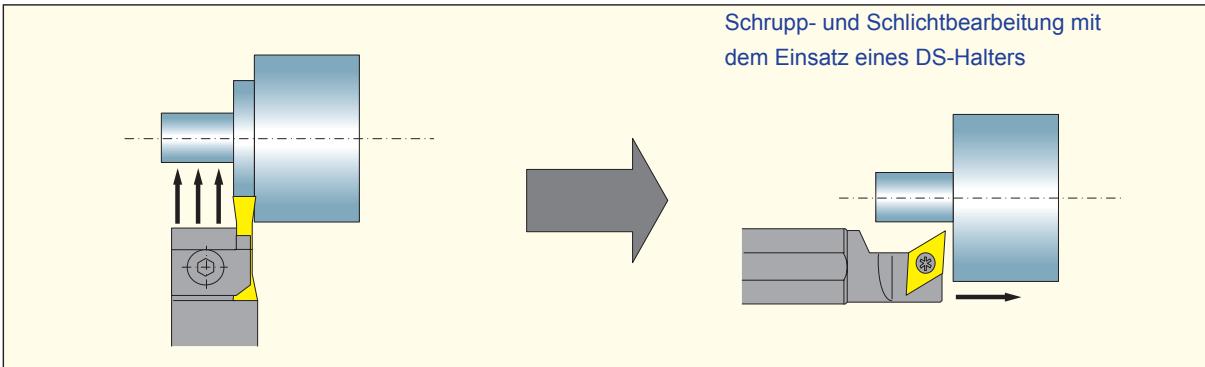 Schrupp- und Schlichtbearbeitung mit
dem Einsatz eines DS-Halters